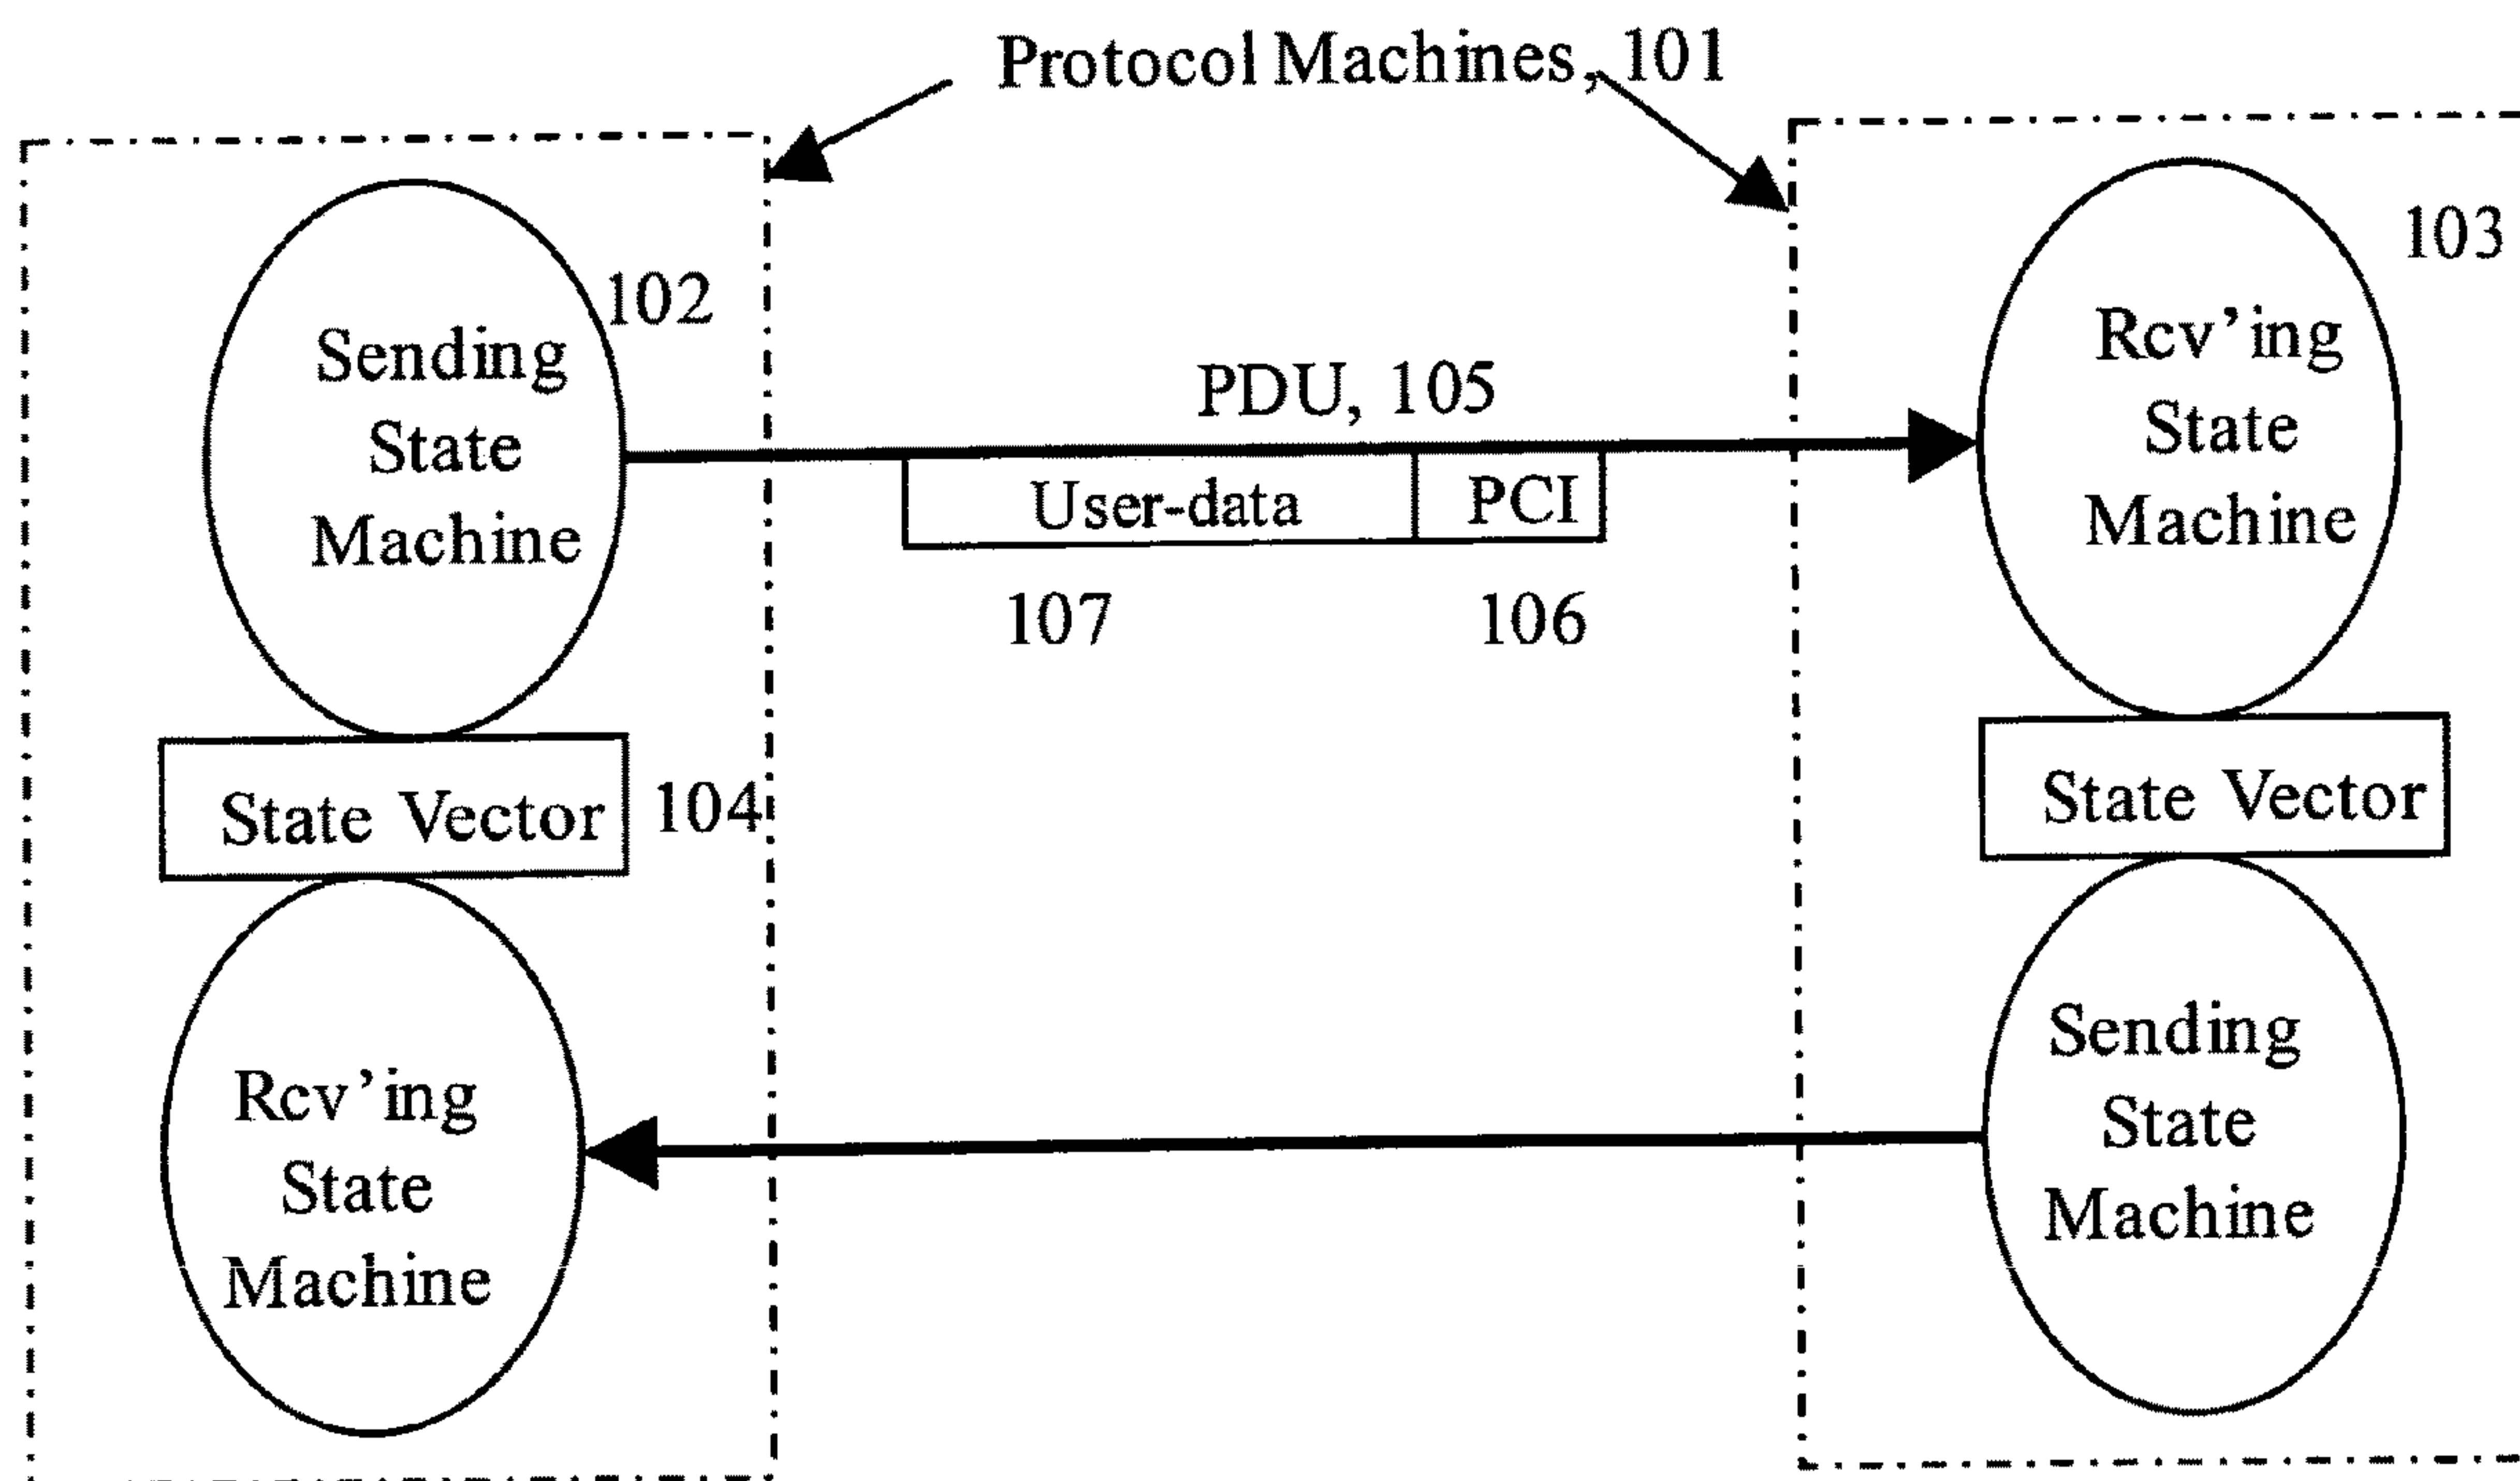 Protocol Machines, 101
102
Sending
State
Machine
103
Rcv'ing
State
Machine
PDU, 105
User-data
PCI
107
106
State Vector
104
State Vector
Rcv'ing
State
Machine
Sending
State
Machine